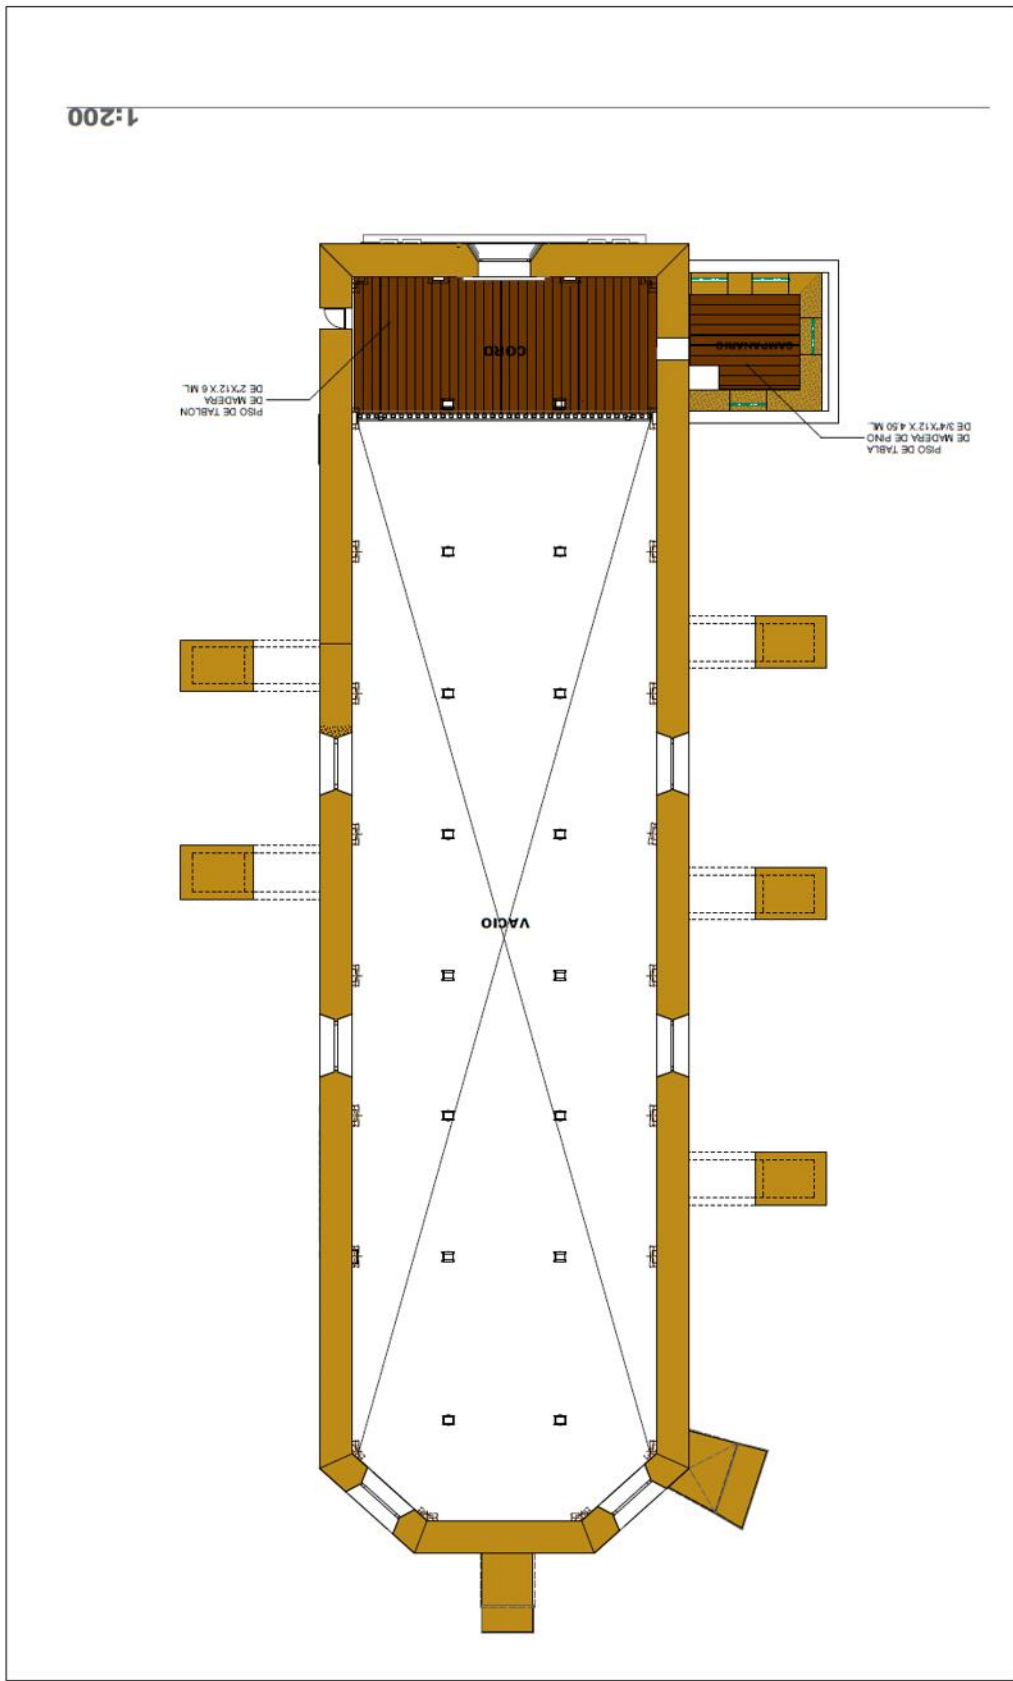 VACIO
PISO DE TABLA
DE MADERA DE PINO
DE 3/4"X12 X 4.50 ML.
PISO DE TABLON
DE MADERA
DE 2"X12 X 6 ML.
CAMPANARIO
CORO
1:200